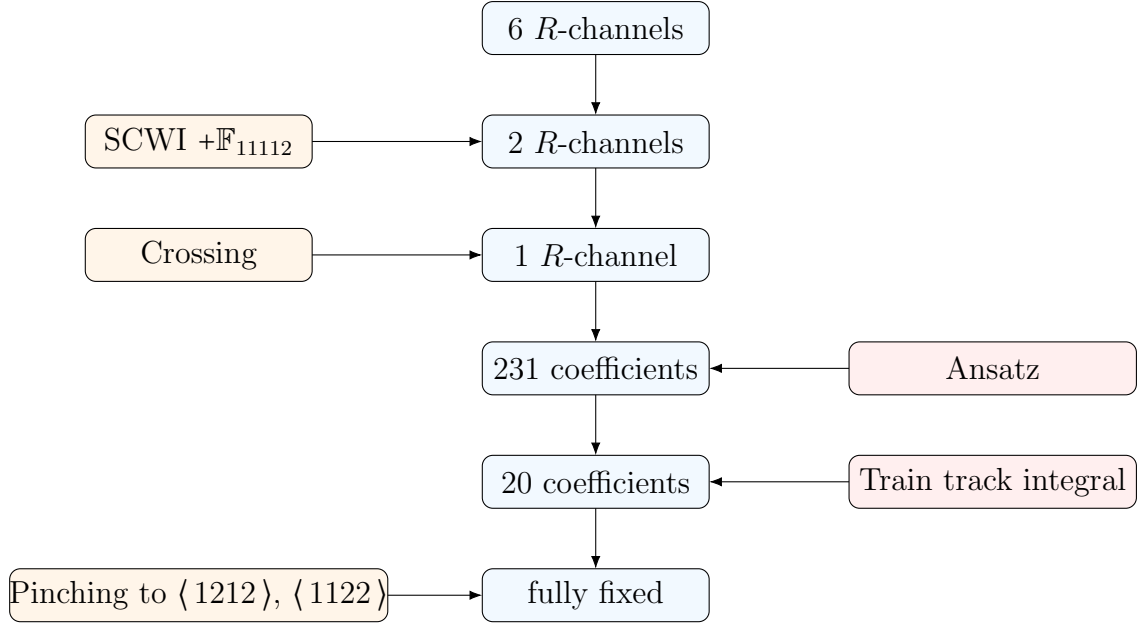 6 R-channels
SCWI +𝔽₁₁₁₁₂
2 R-channels
Crossing
1 R-channel
231 coefficients
Ansatz
20 coefficients
Train track integral
Pinching to ⟨1212⟩, ⟨1122⟩
fully fixed